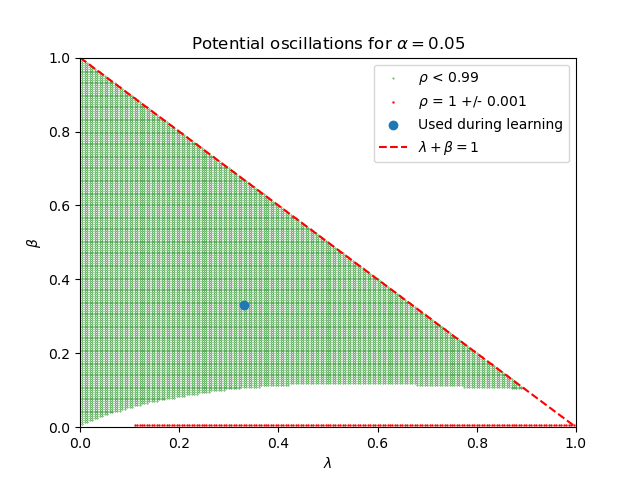 Potential oscillations for α = 0.05
ρ < 0.99
ρ = 1 +/- 0.001
Used during learning
λ + β = 1
1.0
0.8
0.6
0.4
0.2
0.0
β
0.0 0.2 0.4 0.6 0.8 1.0
λ